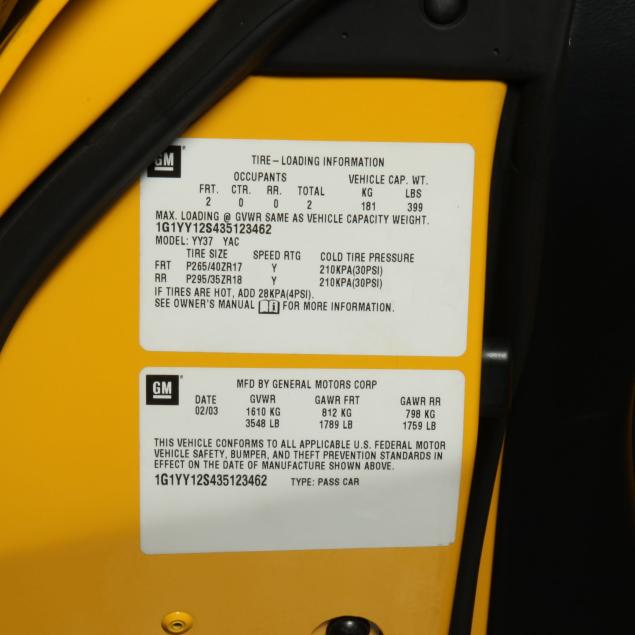 GM
TIRE-LOADING INFORMATION
OCCUPANTS VEHICLE CAP. WT.
FRT. CTR. RR. TOTAL KG LBS
2 0 0 2 181 399
MAX. LOADING @ GVWR SAME AS VEHICLE CAPACITY WEIGHT.
1G1YY12S435123462
MODEL: YY37 YAC
TIRE SIZE SPEED RTG COLD TIRE PRESSURE
FRT P265/40ZR17 Y 210KPA(30PSI)
RR P295/35ZR18 Y 210KPA(30PSI)
IF TIRES ARE HOT, ADD 28KPA(4PSI).
SEE OWNER'S MANUAL i FOR MORE INFORMATION.
GM
MFD BY GENERAL MOTORS CORP
DATE GVWR GAWR FRT GAWR RR
02/03 1610 KG 812 KG 798 KG
3548 LB 1789 LB 1759 LB
THIS VEHICLE CONFORMS TO ALL APPLICABLE U.S. FEDERAL MOTOR
VEHICLE SAFETY, BUMPER, AND THEFT PREVENTION STANDARDS IN
EFFECT ON THE DATE OF MANUFACTURE SHOWN ABOVE.
1G1YY12S435123462 TYPE: PASS CAR